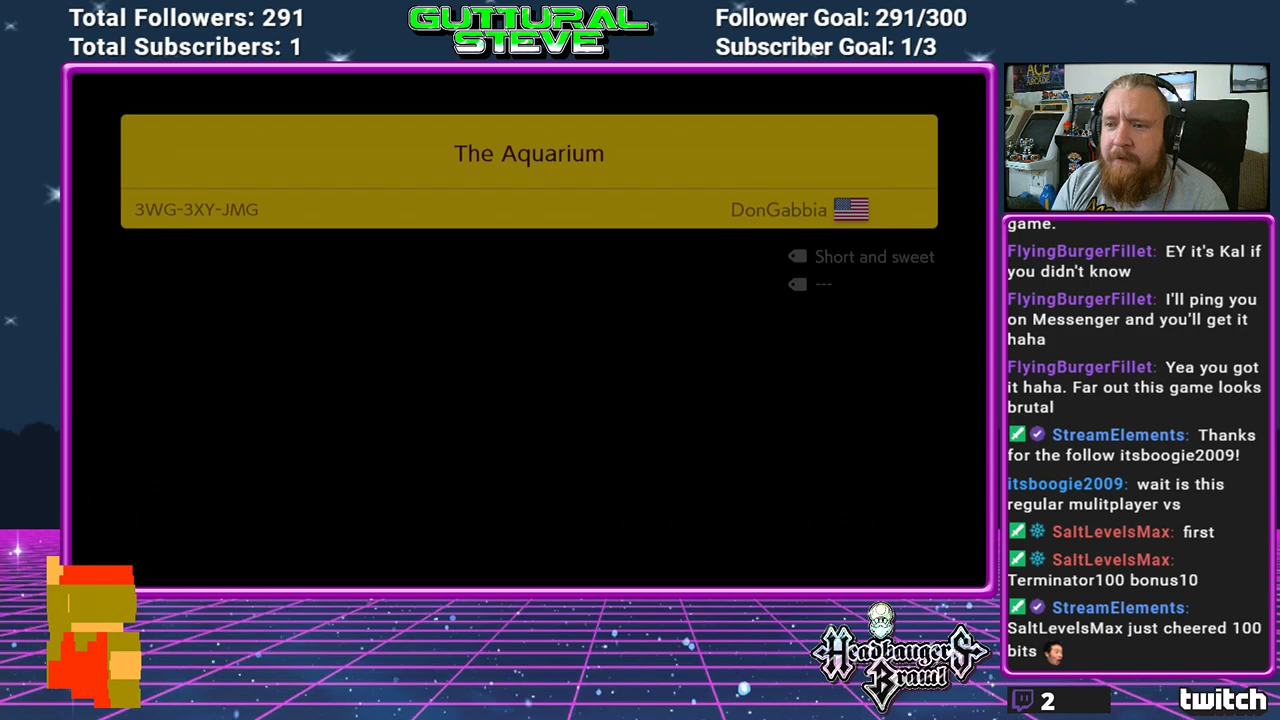 Total Followers: 291
Total Subscribers: 1
GUTTURAL
STEVE
Follower Goal: 291/300
Subscriber Goal: 1/3
The Aquarium
3WG-3XY-JMG
DonGabbia
Short and sweet
---
ACE
ARCADE
game.
FlyingBurgerFillet: EY it's Kal if
you didn't know
FlyingBurgerFillet: I'll ping you
on Messenger and you'll get it
haha
FlyingBurgerFillet: Yea you got
it haha. Far out this game looks
brutal
StreamElements: Thanks
for the follow itsboogie2009!
itsboogie2009: wait is this
regular mulitplayer vs
SaltLevelsMax: first
SaltLevelsMax:
Terminator100 bonus10
StreamElements:
SaltLevelsMax just cheered 100
bits
Headbangers
Brawl
2
twitch